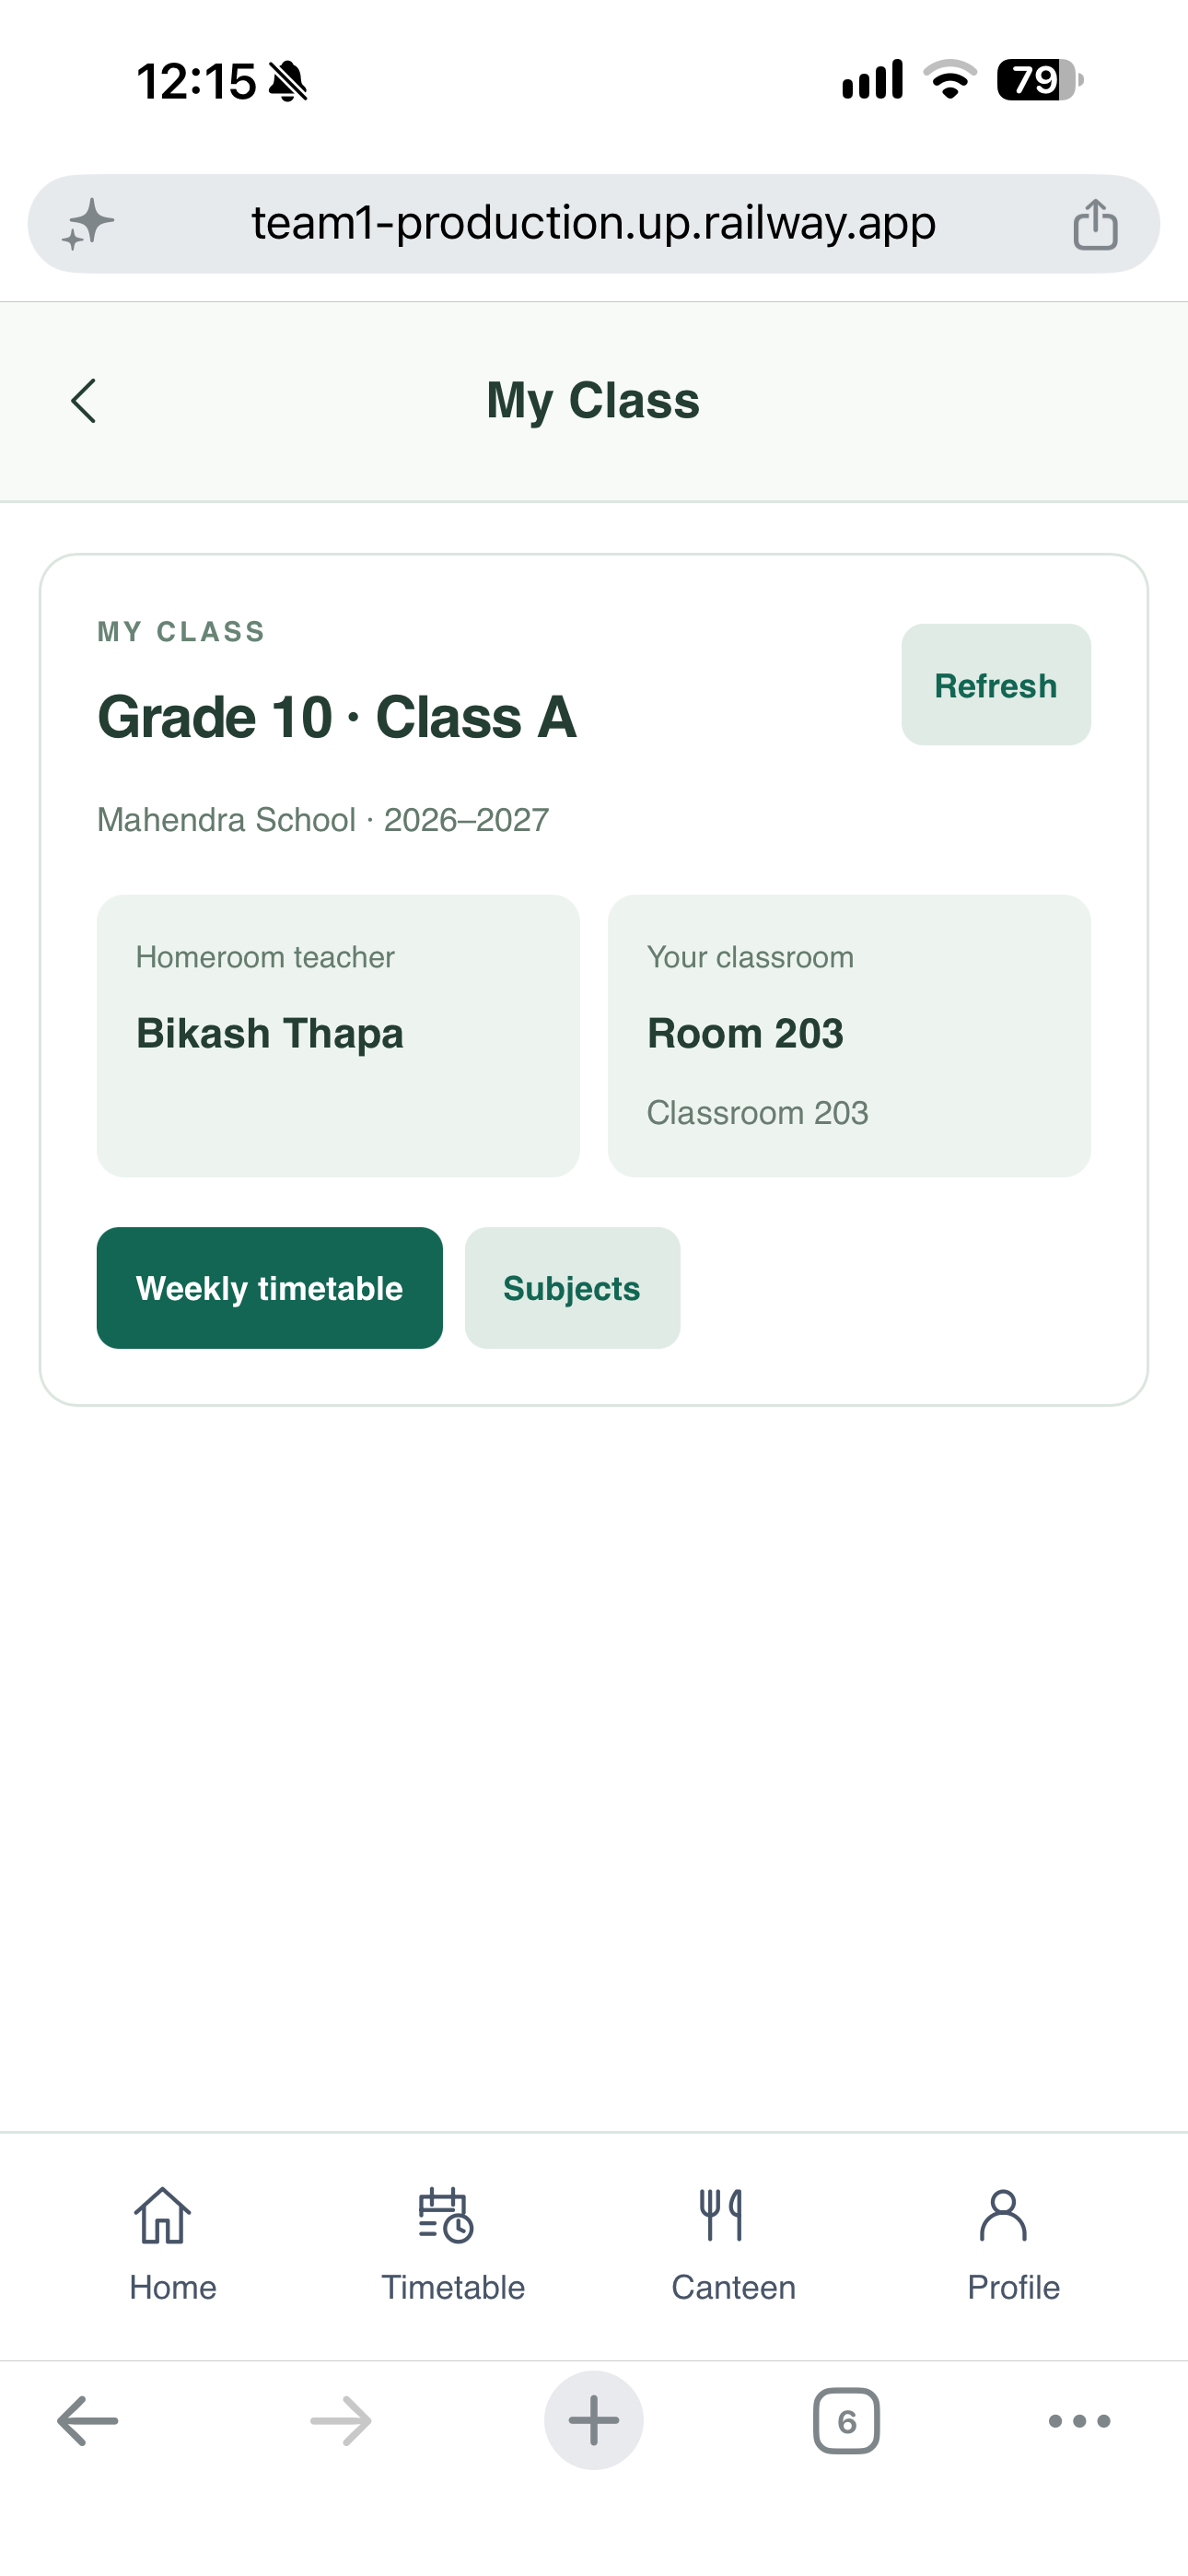 12:15
79
team1-production.up.railway.app
My Class
MY CLASS
Refresh
Grade 10 · Class A
Mahendra School · 2026–2027
Homeroom teacher
Bikash Thapa
Your classroom
Room 203
Classroom 203
Weekly timetable
Subjects
Home
Timetable
Canteen
Profile
6